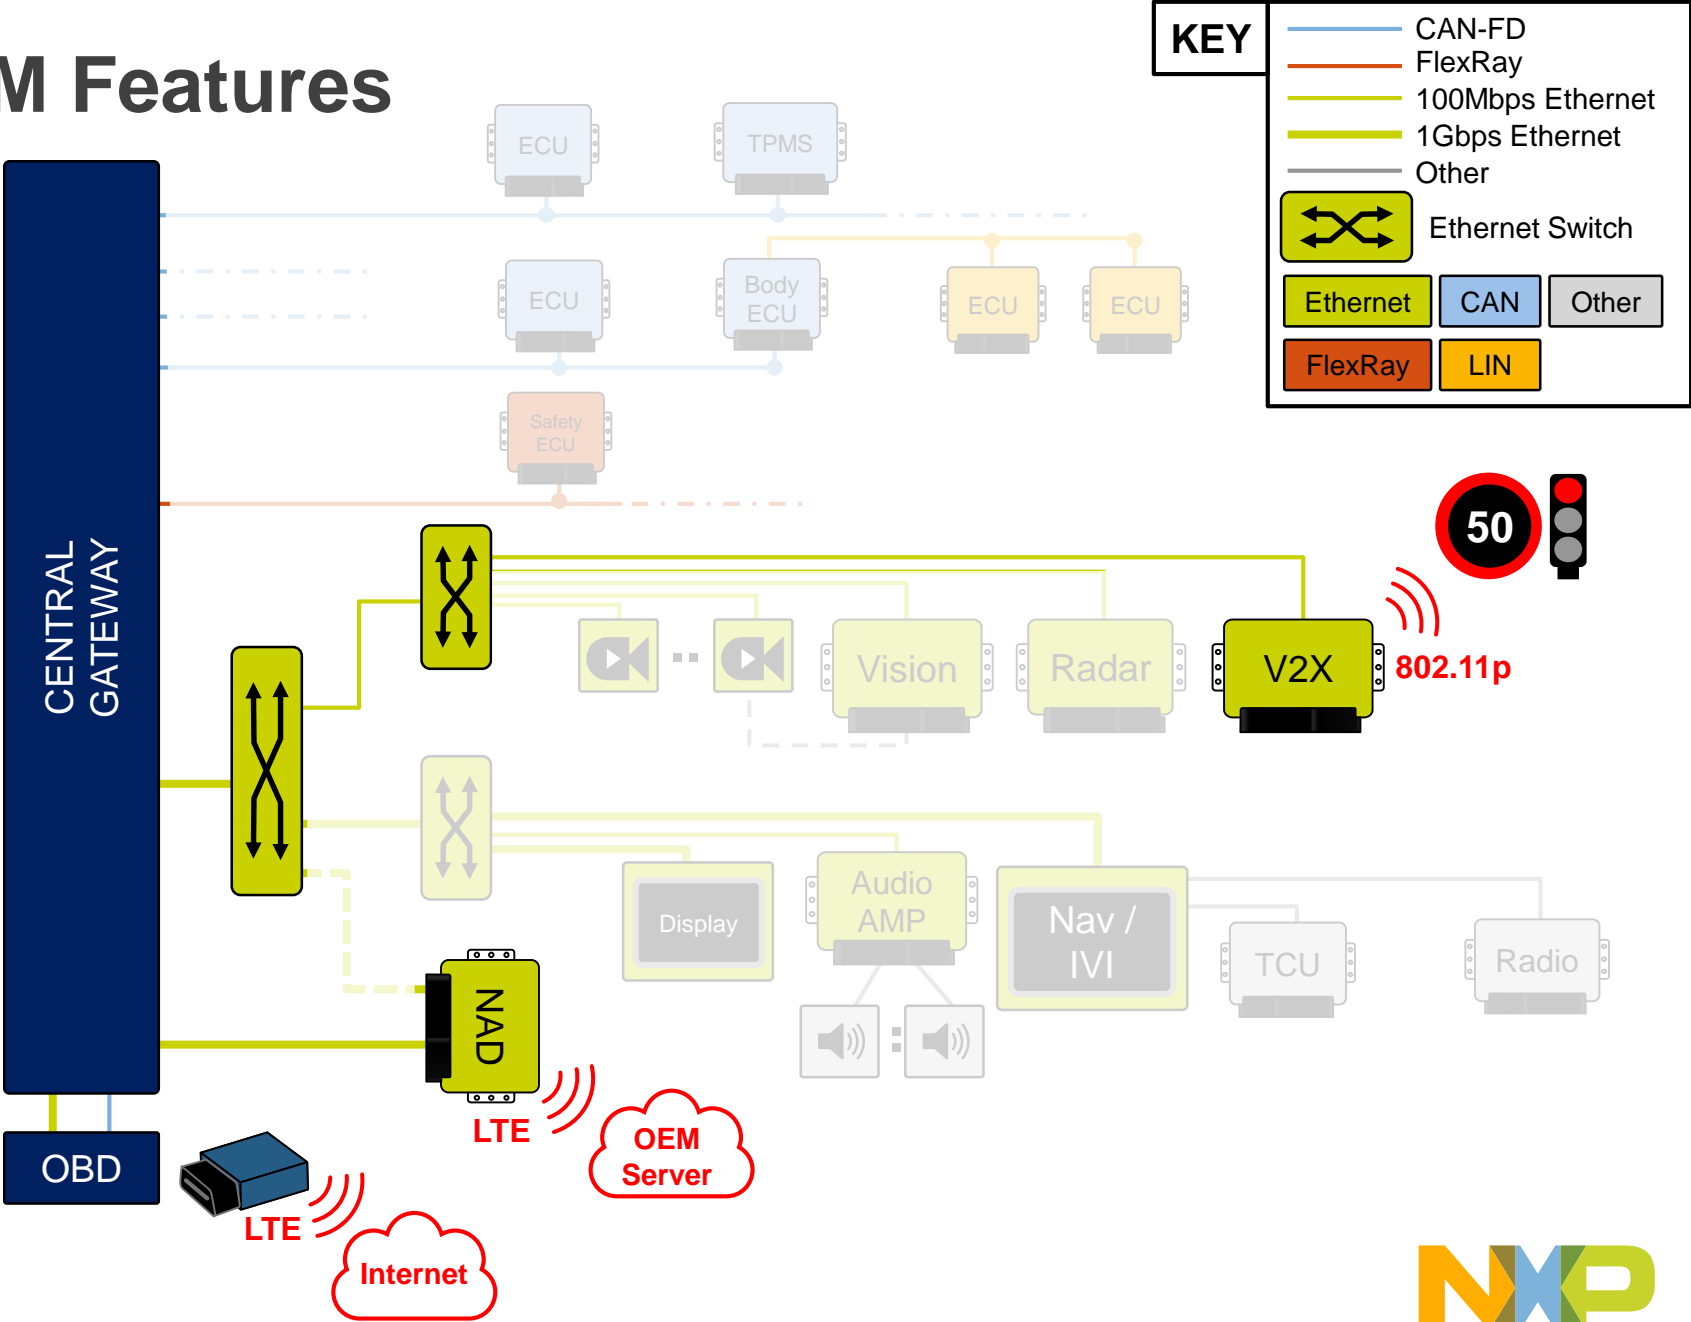 M Features
KEY
CAN-FD
FlexRay
100Mbps Ethernet
1Gbps Ethernet
Other
Ethernet Switch
Ethernet
CAN
Other
FlexRay
LIN
ECU
TPMS
ECU
Body
ECU
ECU
ECU
Safety
ECU
CENTRAL
GATEWAY
50
Vision
Radar
V2X
802.11p
Display
Audio
AMP
Nav /
IVI
TCU
Radio
NAD
LTE
OEM
Server
OBD
LTE
Internet
NXP